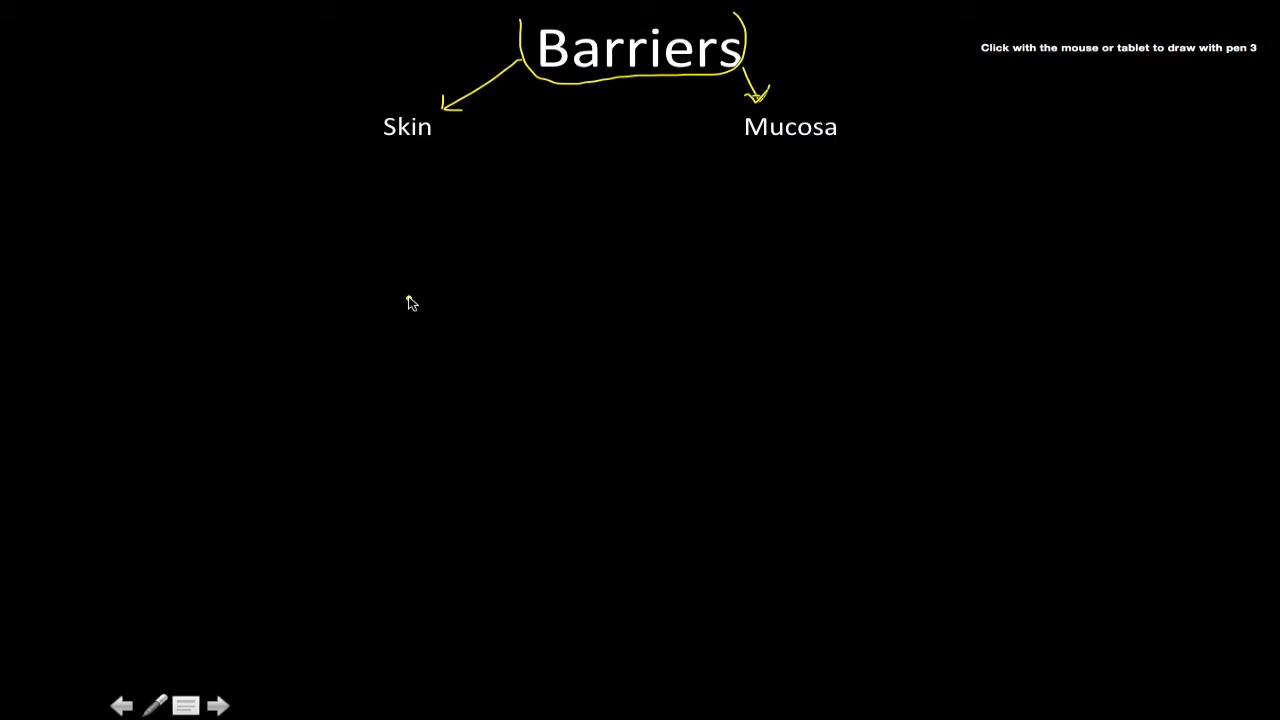 Barriers
Click with the mouse or tablet to draw with pen 3
Skin
Mucosa